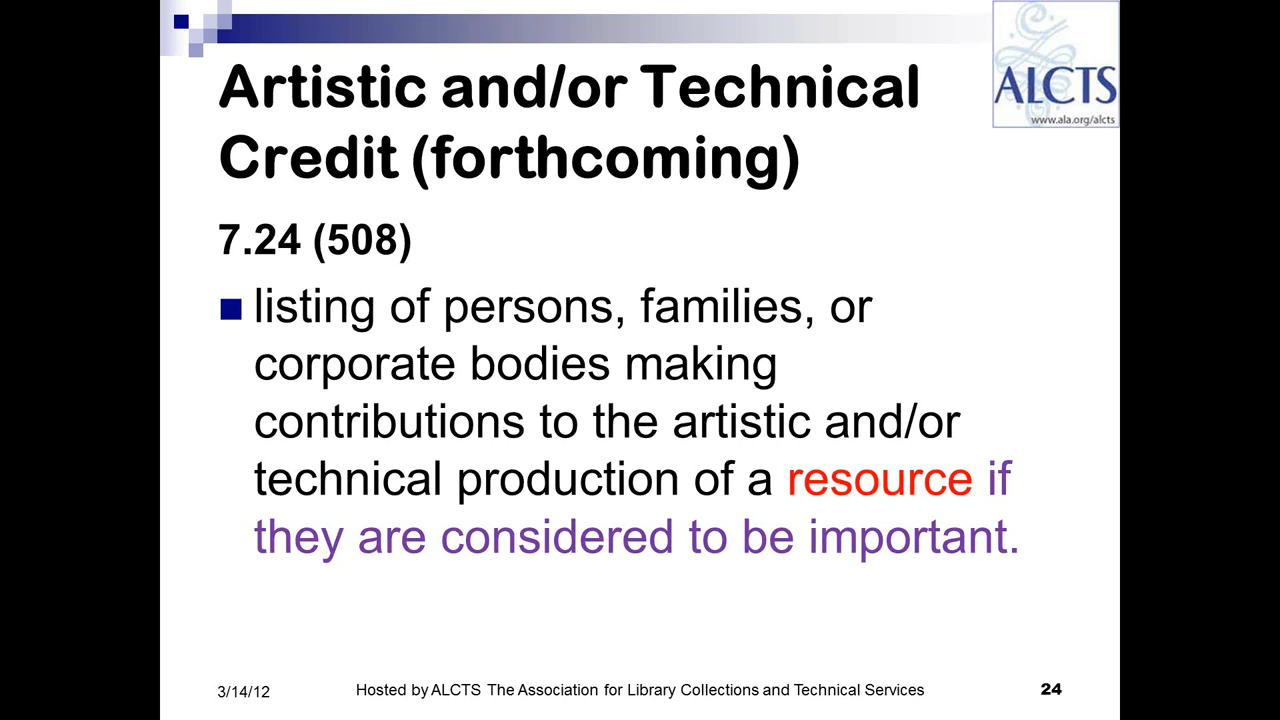 ALCTS
www.ala.org/alcts
Artistic and/or Technical
Credit (forthcoming)
7.24 (508)
listing of persons, families, or
corporate bodies making
contributions to the artistic and/or
technical production of a resource if
they are considered to be important.
3/14/12
Hosted by ALCTS The Association for Library Collections and Technical Services
24